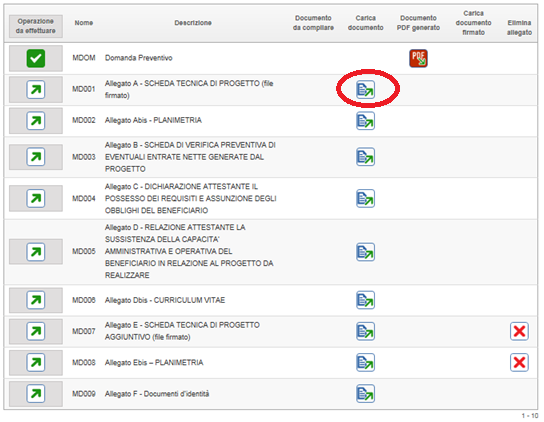 Operazione da effettuare Nome Descrizione Documento da compilare Carica documento Documento PDF generato Carica documento firmato Elimina allegato
MDOM Domanda Preventivo PDF
MD001 Allegato A - SCHEDA TECNICA DI PROGETTO (file
firmato)
MD002 Allegato Abis - PLANIMETRIA
MD003 Allegato B - SCHEDA DI VERIFICA PREVENTIVA DI
EVENTUALI ENTRATE NETTE GENERATE DAL
PROGETTO
MD004 Allegato C - DICHIARAZIONE ATTESTANTE IL
POSSESSO DEI REQUISITI E ASSUNZIONE DEGLI
OBBLIGHI DEL BENEFICIARIO
MD005 Allegato D - RELAZIONE ATTESTANTE LA
SUSSISTENZA DELLA CAPACITA'
AMMINISTRATIVA E OPERATIVA DEL
BENEFICIARIO IN RELAZIONE AL PROGETTO DA
REALIZZARE
MD006 Allegato Dbis - CURRICULUM VITAE
MD007 Allegato E - SCHEDA TECNICA DI PROGETTO
AGGIUNTIVO (file firmato)
MD008 Allegato Ebis – PLANIMETRIA
MD009 Allegato F - Documenti d'identità
1 - 10